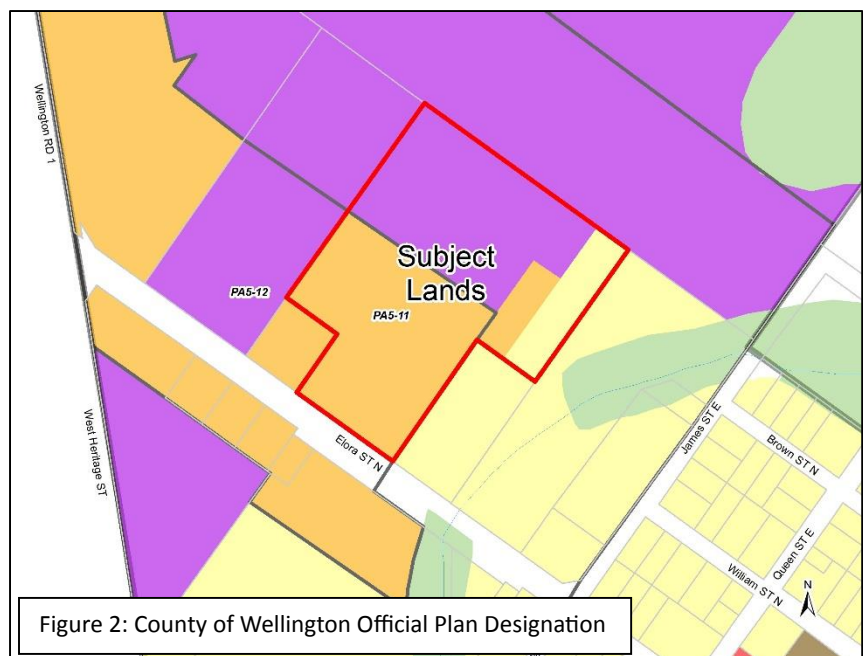 Wellington RD 1
Subject
Lands
PA5-12
PA5-11
Elora ST N
West Heritage ST
James ST E
Brown ST N
Queen ST E
William ST N
N
Figure 2: County of Wellington Official Plan Designation